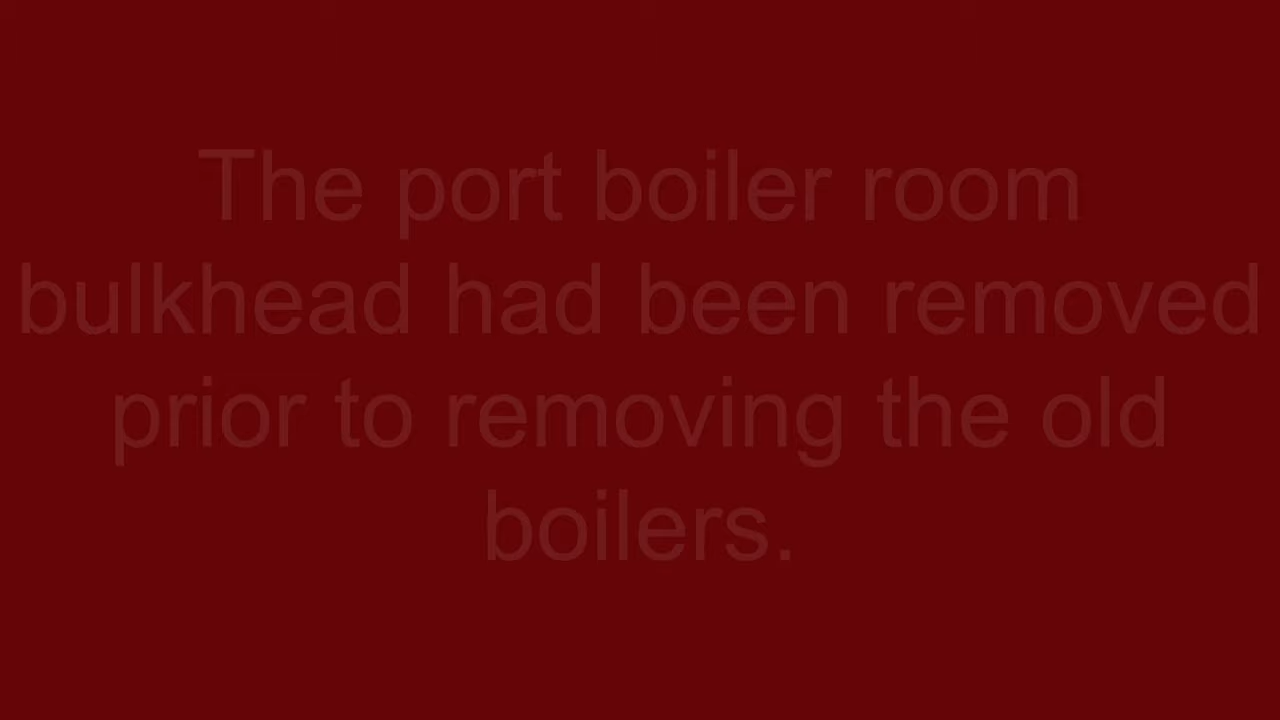 The port boiler room
bulkhead had been removed
prior to removing the old
boilers.